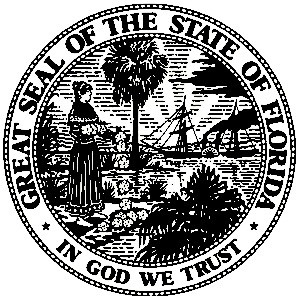 GREAT SEAL OF THE STATE OF FLORIDA
IN GOD WE TRUST